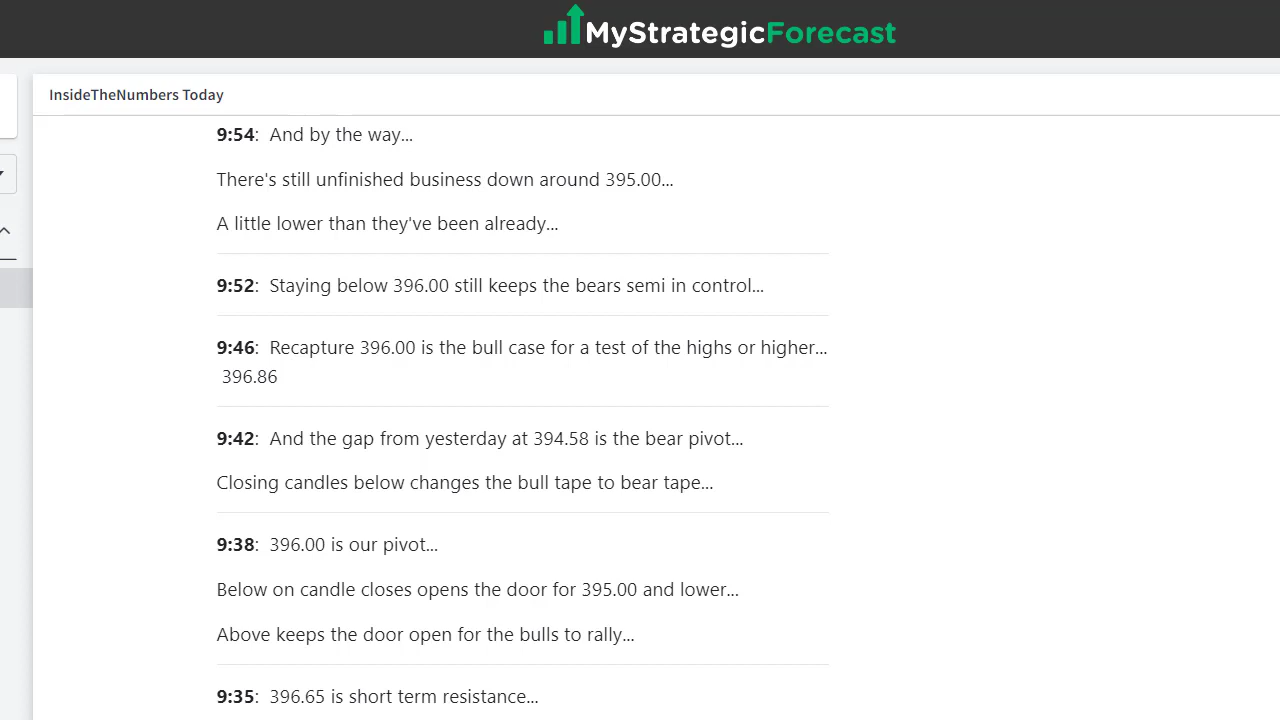 MyStrategicForecast
InsideTheNumbers Today
9:54:  And by the way...
There's still unfinished business down around 395.00...
A little lower than they've been already...
9:52:  Staying below 396.00 still keeps the bears semi in control...
9:46:  Recapture 396.00 is the bull case for a test of the highs or higher...
396.86
9:42:  And the gap from yesterday at 394.58 is the bear pivot...
Closing candles below changes the bull tape to bear tape...
9:38:  396.00 is our pivot...
Below on candle closes opens the door for 395.00 and lower...
Above keeps the door open for the bulls to rally...
9:35:  396.65 is short term resistance...